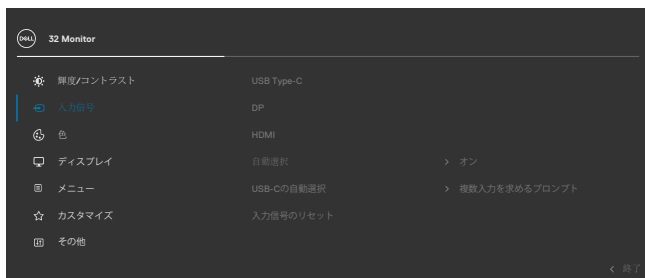 DELL 32 Monitor
輝度/コントラスト USB Type-C
入力信号 DP
色 HDMI
ディスプレイ 自動選択 > オン
メニュー USB-Cの自動選択 > 複数入力を求めるプロンプト
カスタマイズ 入力信号のリセット
その他
< 終了